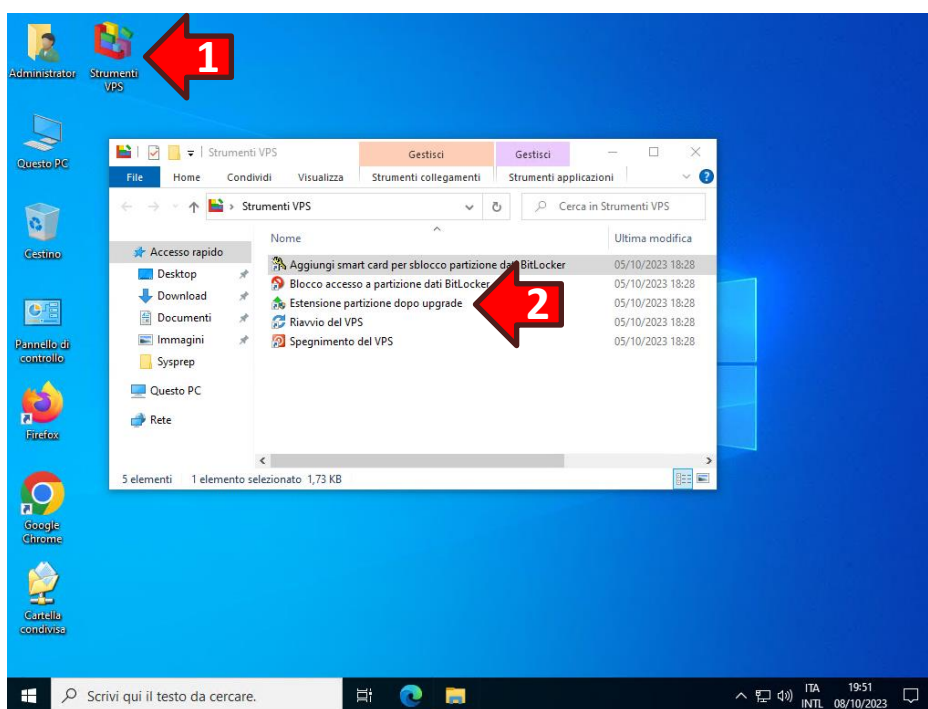 1
Administrator
Strumenti
VPS
Questo PC
Cestino
Pannello di
controllo
Firefox
Google
Chrome
Cartella
condivisa
Strumenti VPS
Gestisci
Gestisci
File
Home
Condividi
Visualizza
Strumenti collegamenti
Strumenti applicazioni
Strumenti VPS
Cerca in Strumenti VPS
Accesso rapido
Desktop
Download
Documenti
Immagini
Sysprep
Questo PC
Rete
Nome
Ultima modifica
Aggiungi smart card per sblocco partizione dati BitLocker 05/10/2023 18:28
Blocco accesso a partizione dati BitLocker 05/10/2023 18:28
Estensione partizione dopo upgrade 05/10/2023 18:28
2
Riavvio del VPS 05/10/2023 18:28
Spegnimento del VPS 05/10/2023 18:28
5 elementi
1 elemento selezionato 1,73 KB
Scrivi qui il testo da cercare.
ITA
INTL
19:51
08/10/2023